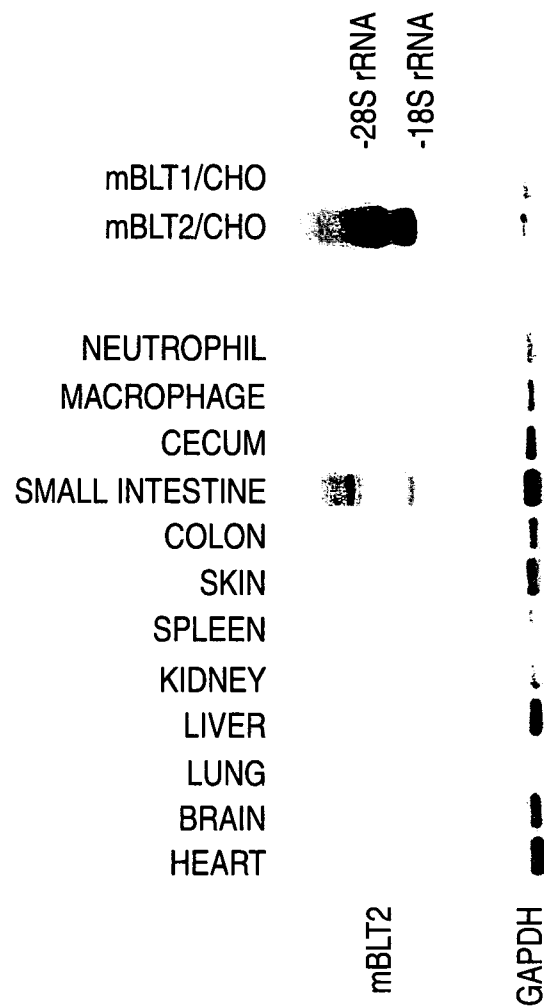 -28S rRNA
-18S rRNA
mBLT1/CHO
mBLT2/CHO
NEUTROPHIL
MACROPHAGE
CECUM
SMALL INTESTINE
COLON
SKIN
SPLEEN
KIDNEY
LIVER
LUNG
BRAIN
HEART
mBLT2
GAPDH